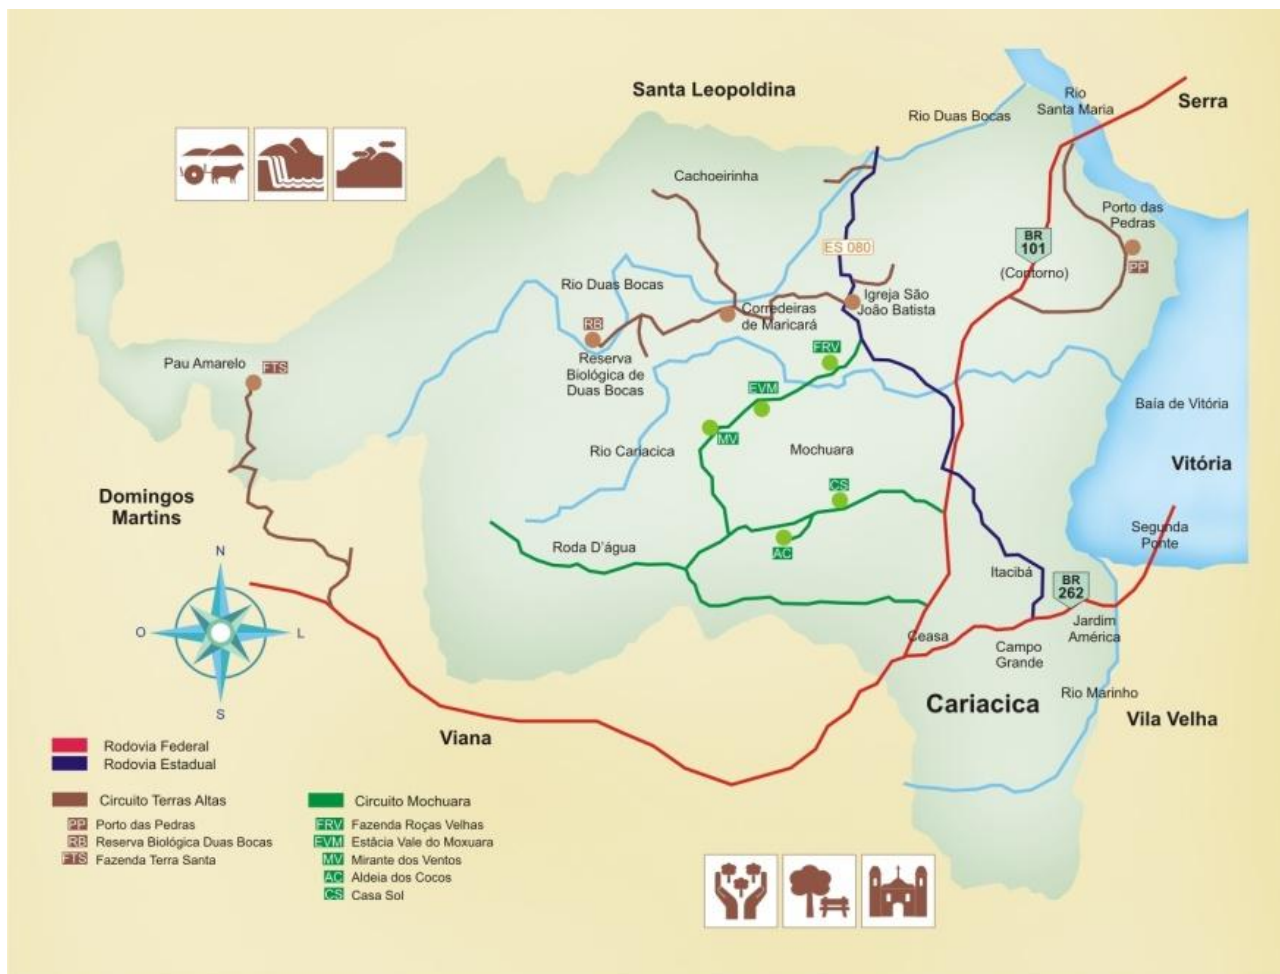 Santa Leopoldina
Rio
Santa Maria
Serra
Rio Duas Bocas
Cachoeirinha
Porto das
Pedras
PP
BR
101
(Contorno)
ES 080
Rio Duas Bocas
Igreja São
João Batista
Corredeiras
de Maricará
RB
Reserva
Biológica de
Duas Bocas
FRV
Pau Amarelo
FTS
EVM
Baía de Vitória
MV
Rio Cariacica
Mochuara
Vitória
Domingos
Martins
CS
Segunda
Ponte
Roda D'água
AC
Itacibá
BR
262
N
O
L
S
Jardim
América
Ceasa
Campo
Grande
Cariacica
Rio Marinho
Vila Velha
Viana
Rodovia Federal
Rodovia Estadual
Circuito Terras Altas
PP Porto das Pedras
RB Reserva Biológica Duas Bocas
FTS Fazenda Terra Santa
Circuito Mochuara
FRV Fazenda Roças Velhas
EVM Estâcia Vale do Moxuara
MV Mirante dos Ventos
AC Aldeia dos Cocos
CS Casa Sol